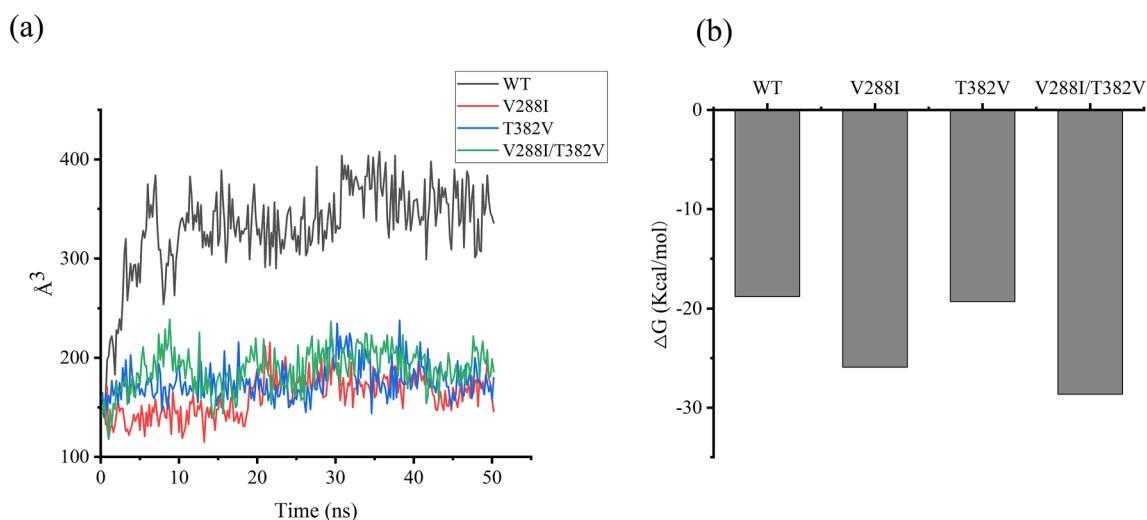 (a)
WT
V288I
T382V
V288I/T382V
400
300
200
100
Å3
0 10 20 30 40 50
Time (ns)
(b)
WT V288I T382V V288I/T382V
0
-10
-20
-30
ΔG (Kcal/mol)